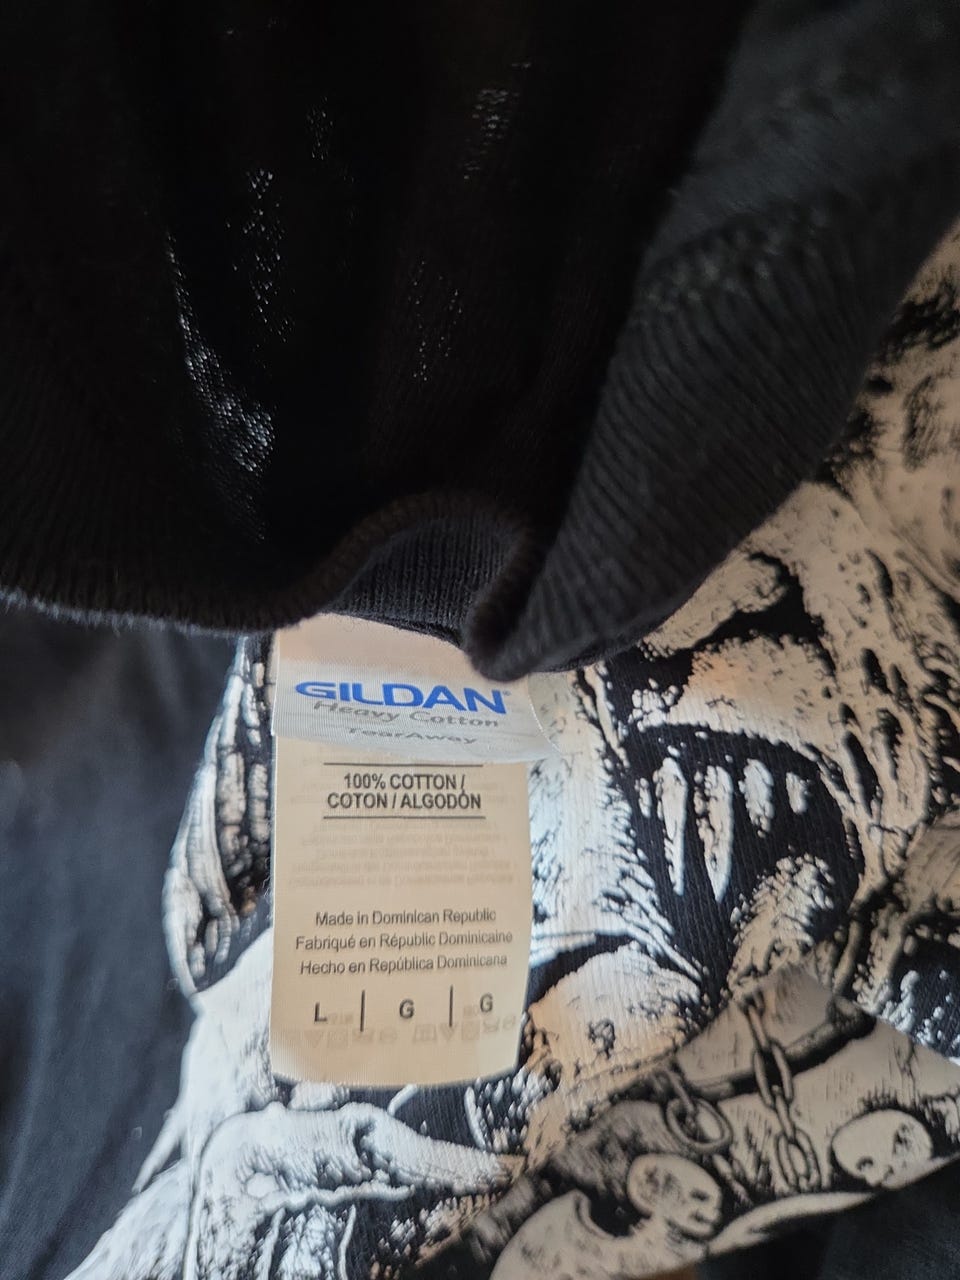 GILDAN®
Heavy Cotton
TearAway
100% COTTON /
COTON / ALGODÓN
Made in Dominican Republic
Fabriqué en Républic Dominicaine
Hecho en República Dominicana
L | G | G